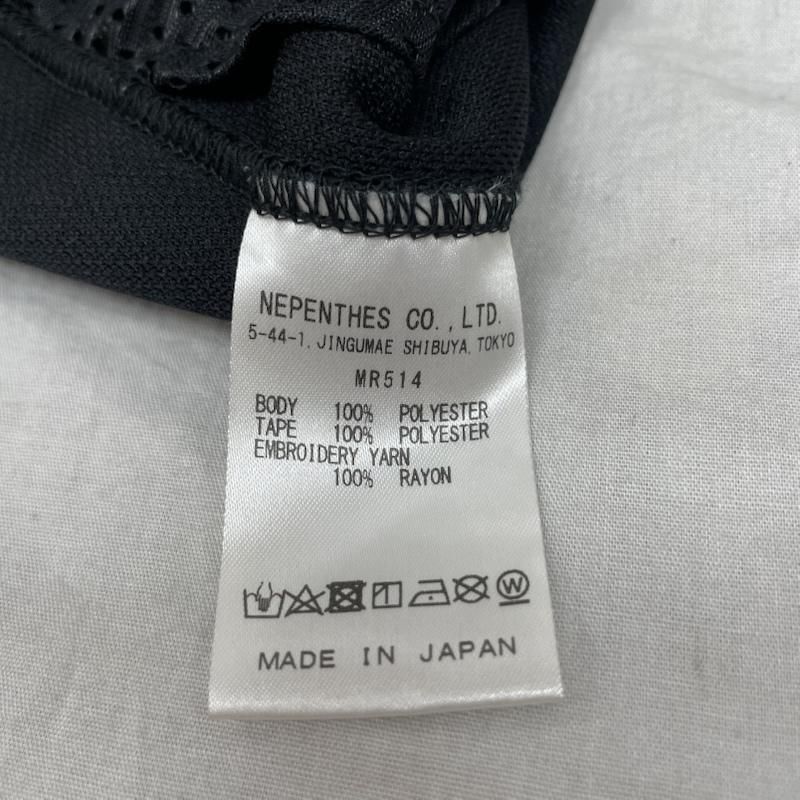 NEPENTHES CO., LTD.
5-44-1, JINGUMAE SHIBUYA, TOKYO
MR514
BODY 100% POLYESTER
TAPE 100% POLYESTER
EMBROIDERY YARN
100% RAYON
W
MADE IN JAPAN